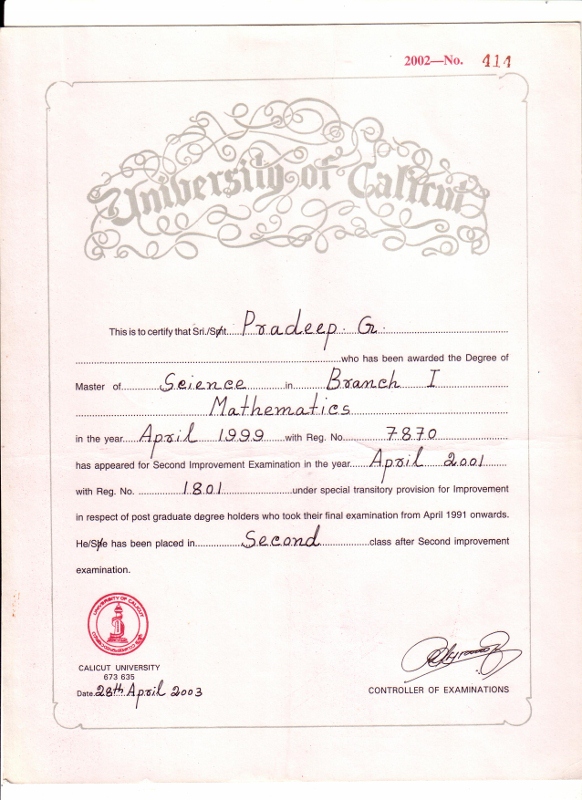 2002—No. 414
University of Calicut
This is to certify that Sri./Smt. Pradeep. G.
who has been awarded the Degree of
Master of Science in Branch I
Mathematics
in the year April 1999 with Reg. No. 7870
has appeared for Second Improvement Examination in the year April 2001
with Reg. No. 1801 under special transitory provision for Improvement
in respect of post graduate degree holders who took their final examination from April 1991 onwards.
He/She has been placed in Second class after Second improvement
examination.
UNIVERSITY OF CALICUT
CALICUT UNIVERSITY
673 635
Date. 28th April 2003
CONTROLLER OF EXAMINATIONS